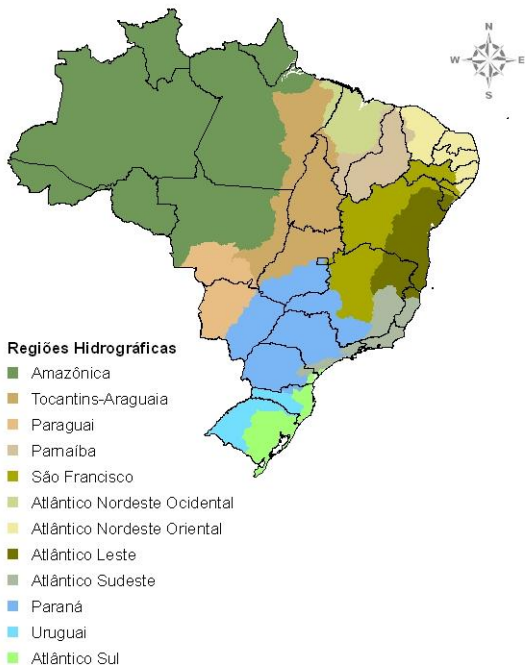 N
W E
S
Regiões Hidrográficas
Amazônica
Tocantins-Araguaia
Paraguai
Parnaíba
São Francisco
Atlântico Nordeste Ocidental
Atlântico Nordeste Oriental
Atlântico Leste
Atlântico Sudeste
Paraná
Uruguai
Atlântico Sul